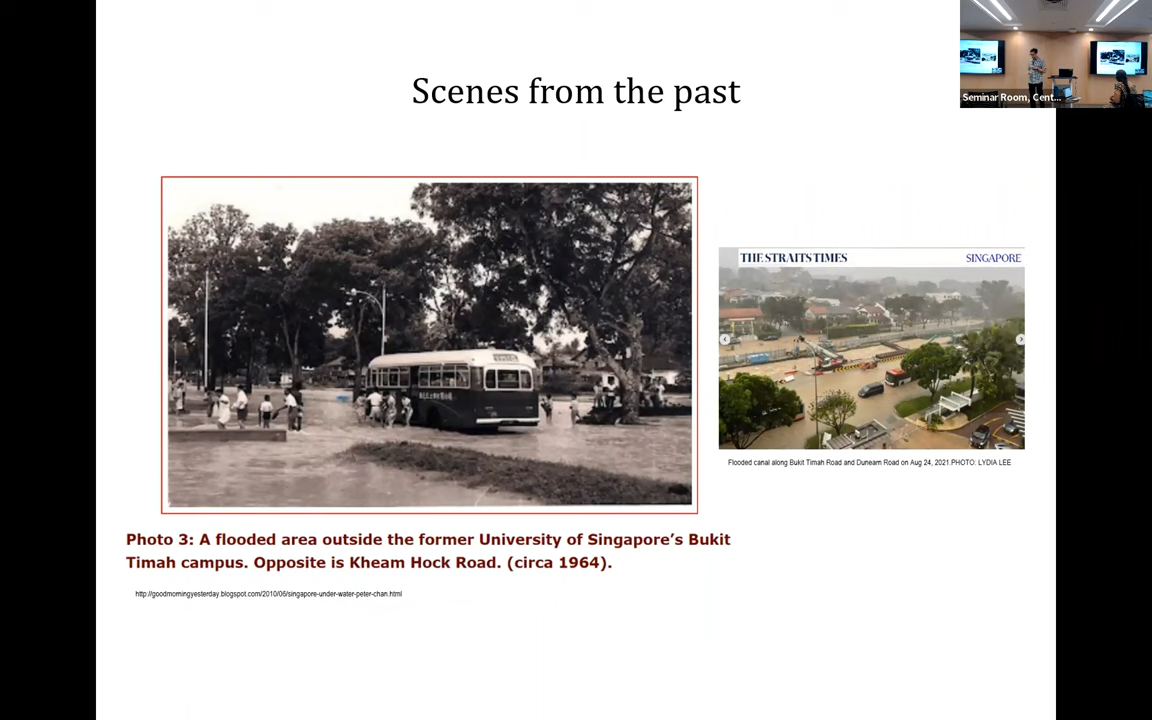 Scenes from the past
Seminar Room, Cent...
THE STRAITS TIMES
SINGAPORE
Flooded canal along Bukit Timah Road and Dunearn Road on Aug 24, 2021.PHOTO: LYDIA LEE
Photo 3: A flooded area outside the former University of Singapore's Bukit
Timah campus. Opposite is Kheam Hock Road. (circa 1964).
http://goodmorningyesterday.blogspot.com/2010/06/singapore-under-water-peter-chan.html